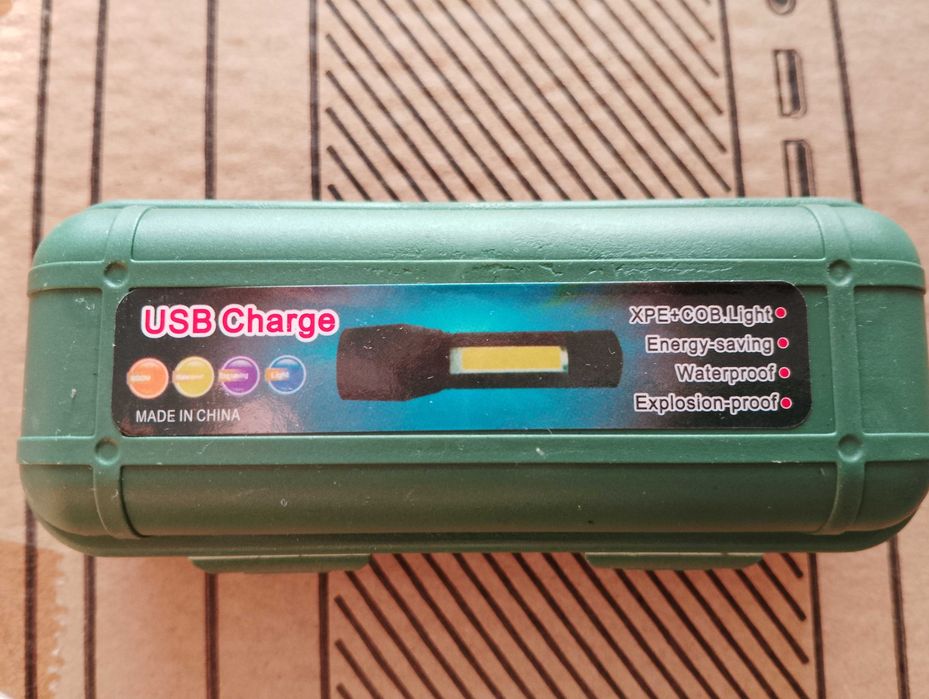 USB Charge
MADE IN CHINA
XPE+COB.Light
Energy-saving
Waterproof
Explosion-proof